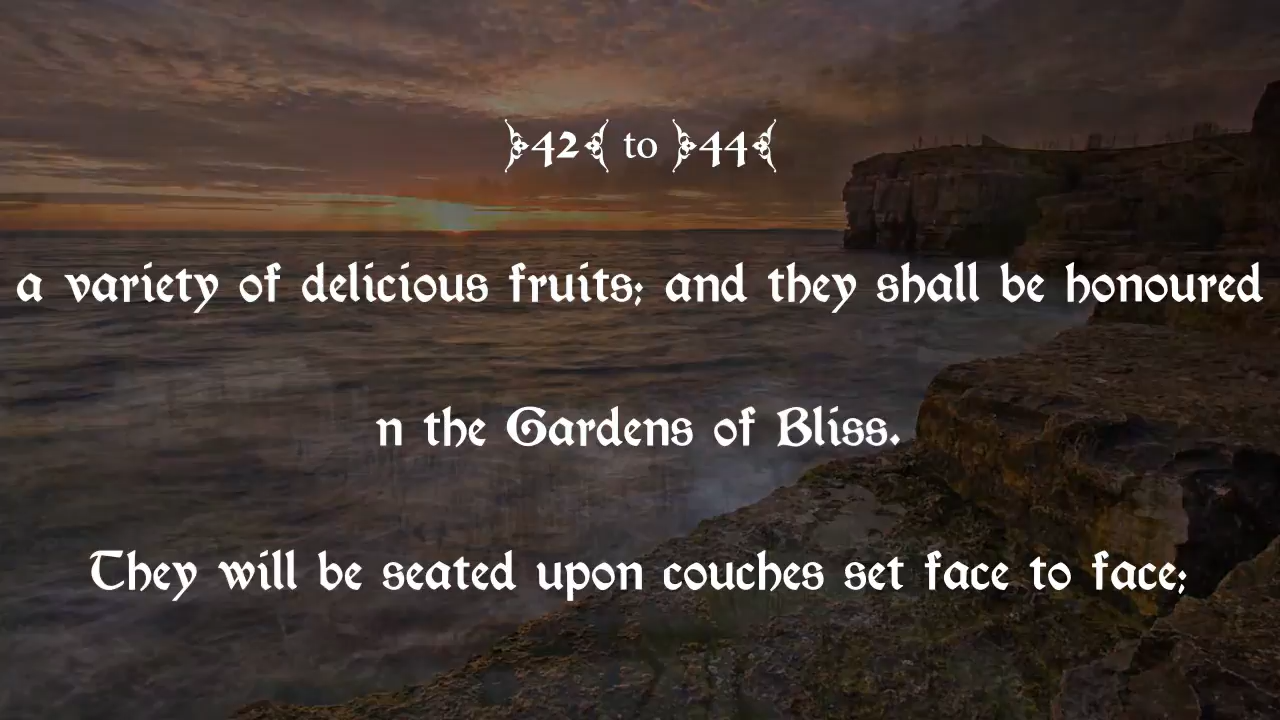 42 to 44
a variety of delicious fruits; and they shall be honoured
n the Gardens of Bliss.
They will be seated upon couches set face to face;